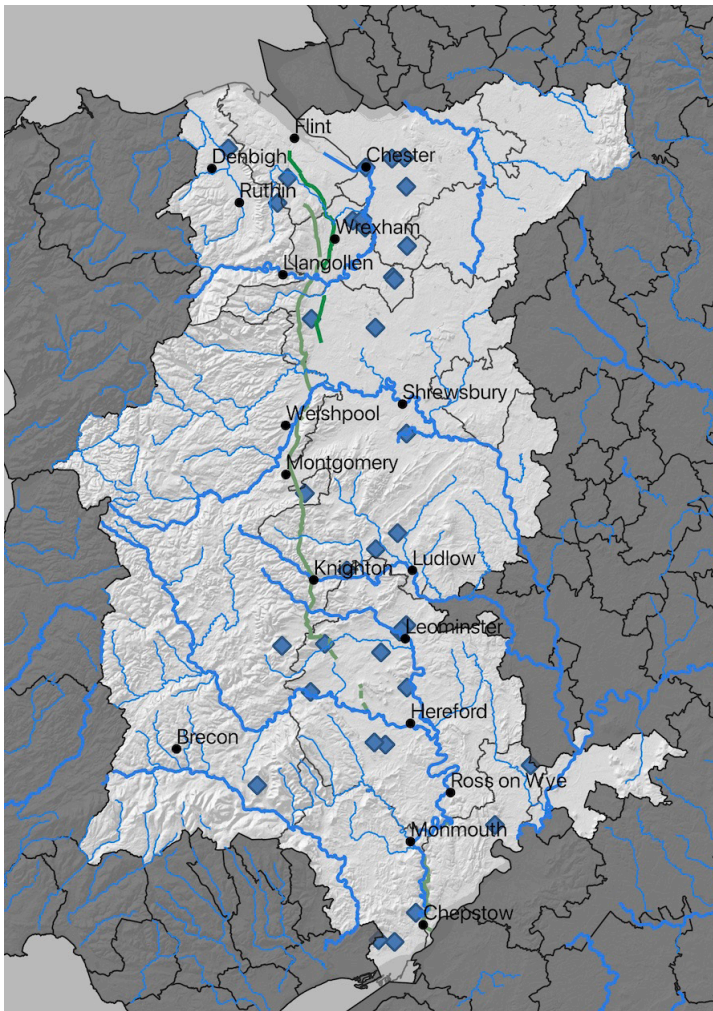 Flint
Denbigh
Chester
Ruthin
Wrexham
Llangollen
Shrewsbury
Welshpool
Montgomery
Knighton
Ludlow
Leominster
Hereford
Brecon
Ross on Wye
Monmouth
Chepstow